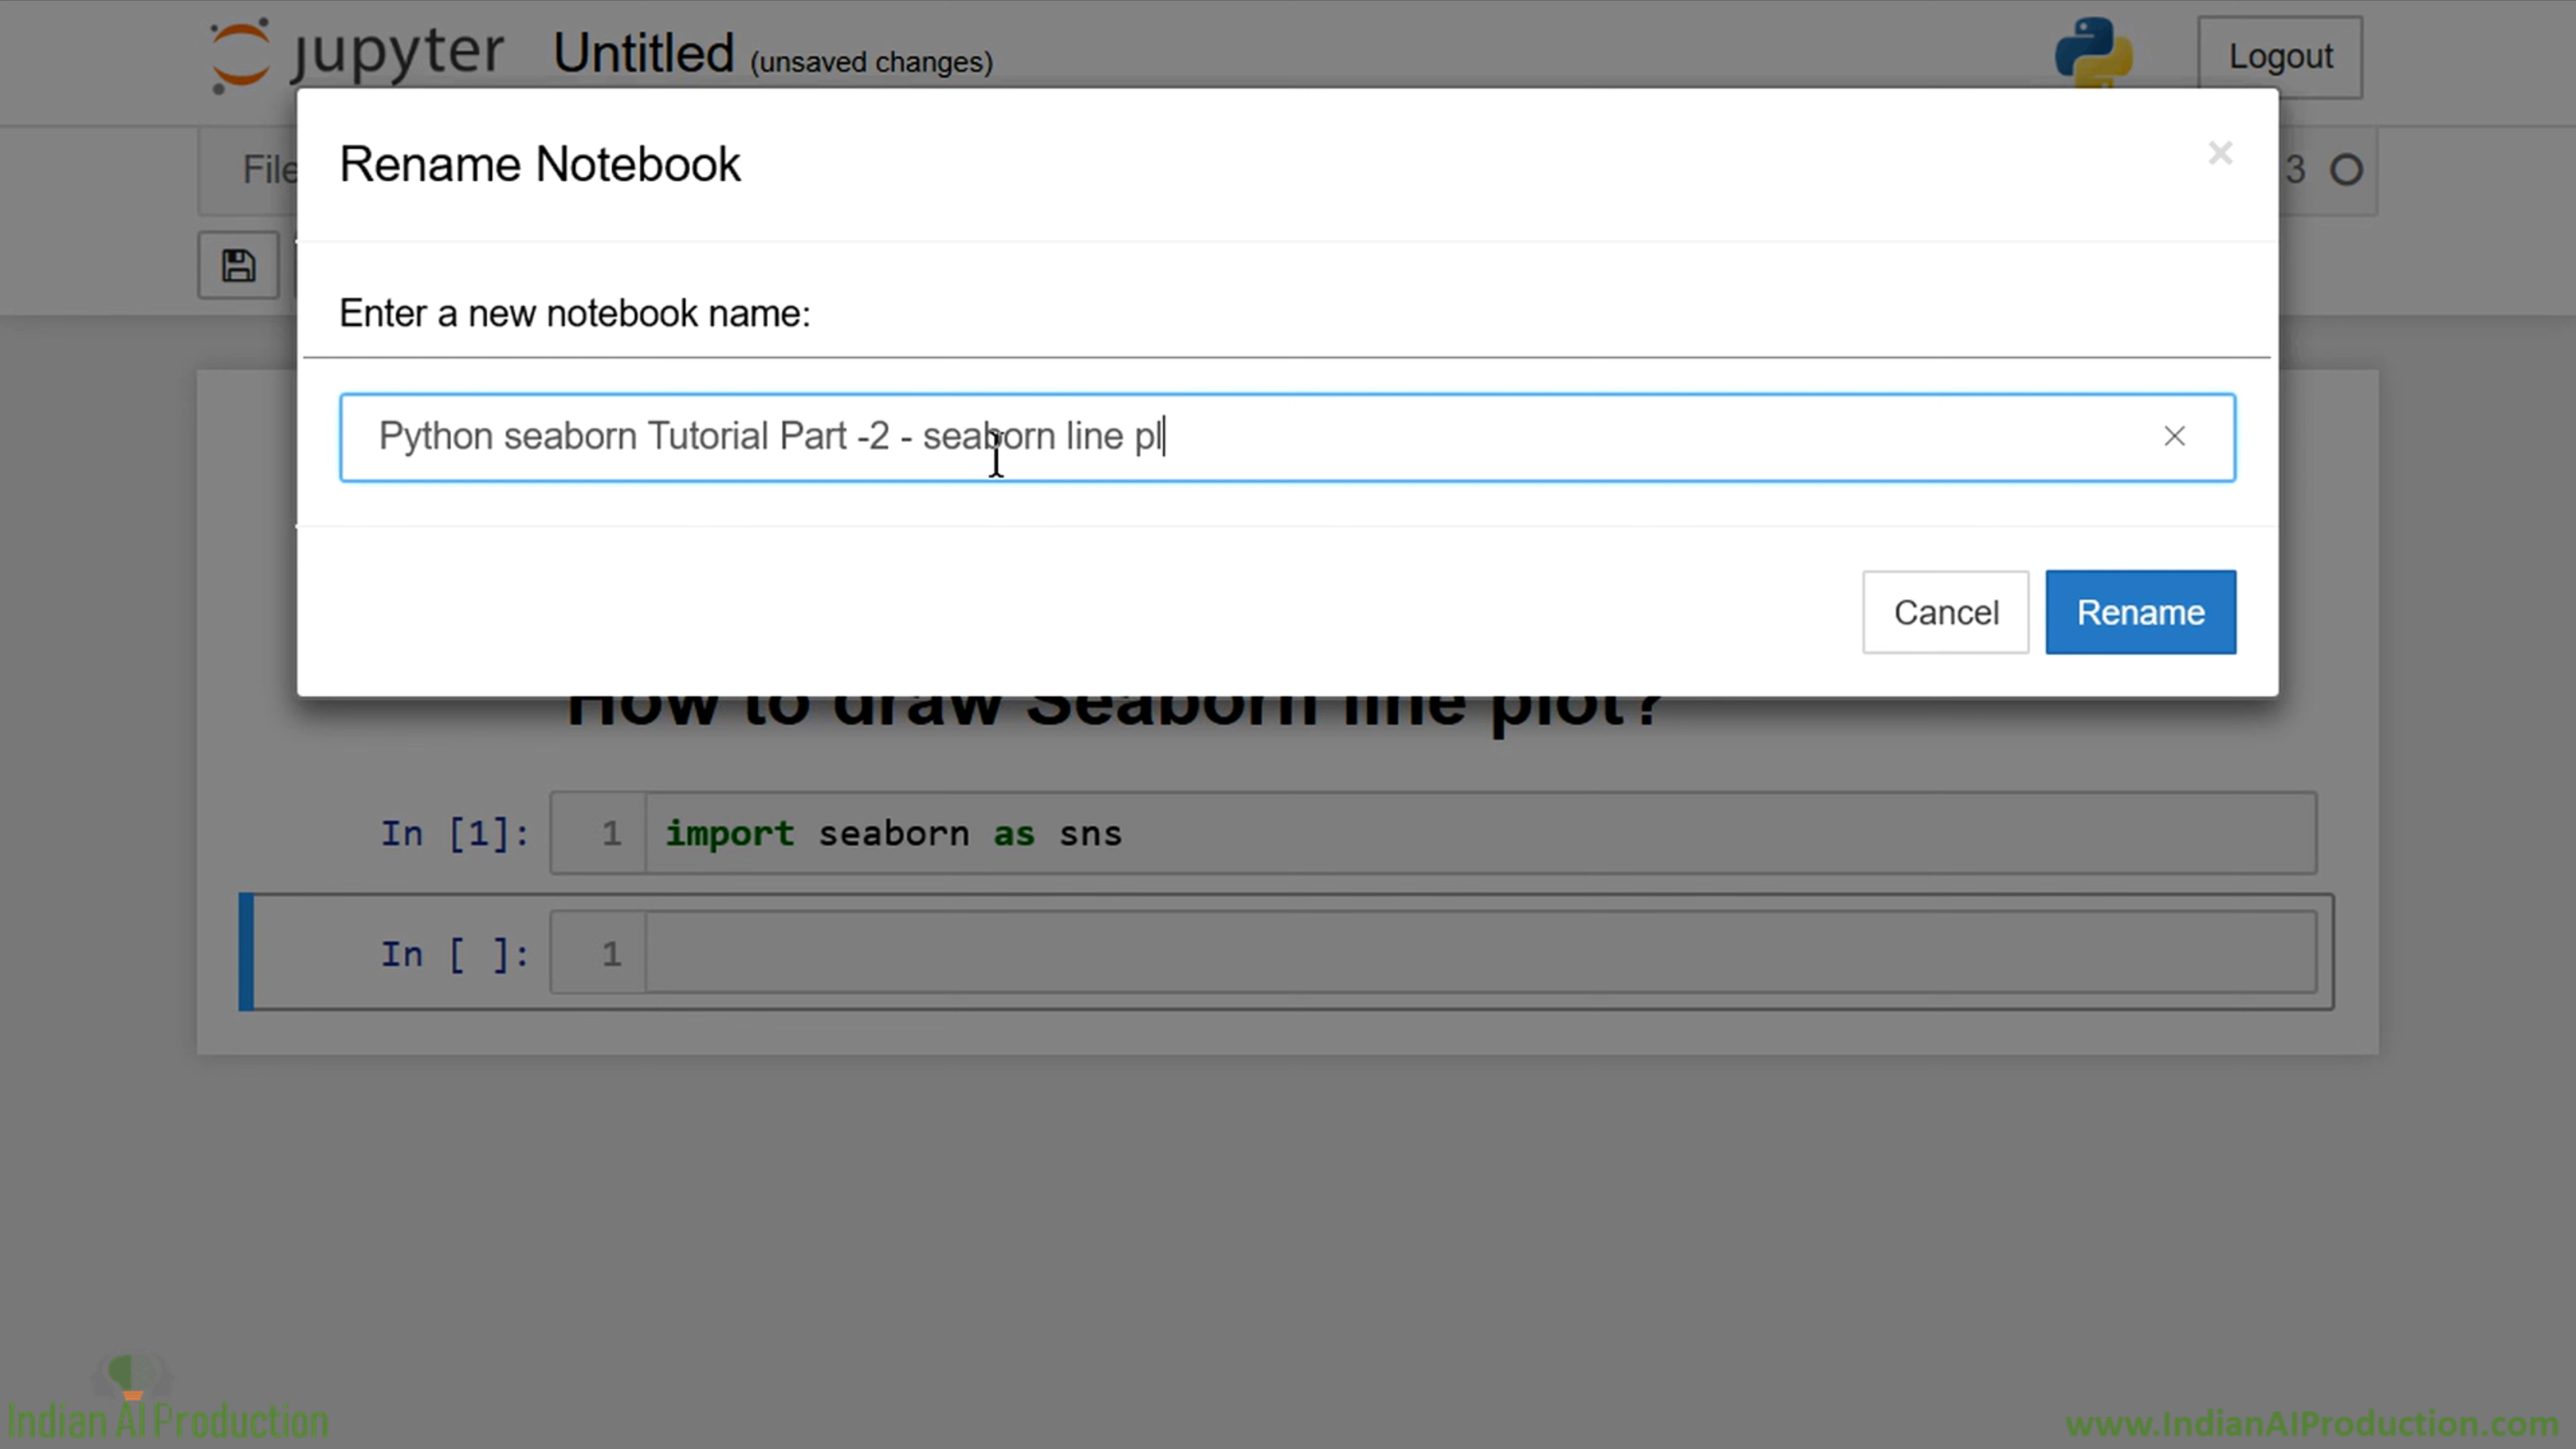 jupyter Untitled (unsaved changes) Logout
Rename Notebook ×
File 3
Enter a new notebook name:
Python seaborn Tutorial Part -2 - seaborn line pl
Cancel Rename
How to draw Seaborn line plot?
In [1]: 1 import seaborn as sns
In [ ]: 1
Indian AI Production www.IndianAIProduction.com